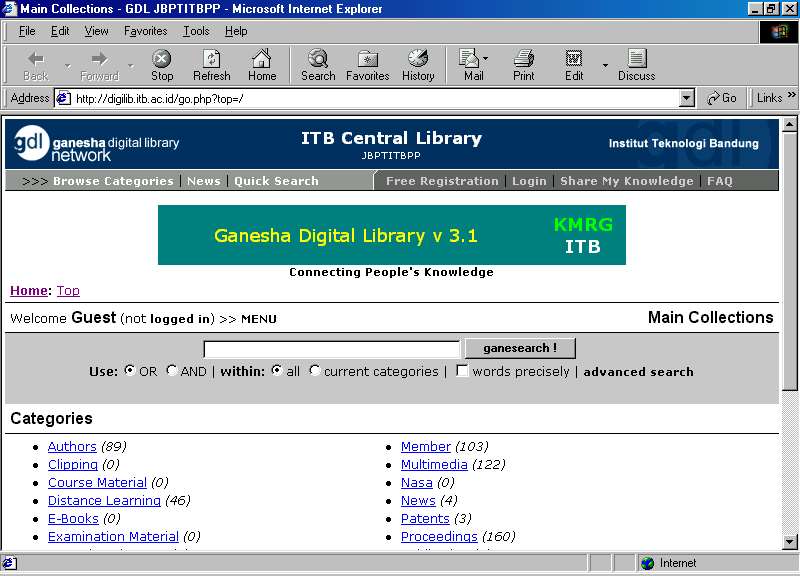 Main Collections - GDL JBPTITBPP - Microsoft Internet Explorer
File Edit View Favorites Tools Help
Back Forward Stop Refresh Home Search Favorites History Mail Print Edit Discuss
Address http://digilib.itb.ac.id/go.php?top=/ Go Links »
gdl ganesha digital library network
ITB Central Library
JBPTITBPP
Institut Teknologi Bandung
>>> Browse Categories | News | Quick Search
Free Registration | Login | Share My Knowledge | FAQ
Ganesha Digital Library v 3.1
KMRG
ITB
Connecting People's Knowledge
Home: Top
Welcome Guest (not logged in) >> MENU
Main Collections
ganesearch !
Use: OR AND | within: all current categories | words precisely | advanced search
Categories
Authors (89)
Clipping (0)
Course Material (0)
Distance Learning (46)
E-Books (0)
Examination Material (0)
Member (103)
Multimedia (122)
Nasa (0)
News (4)
Patents (3)
Proceedings (160)
Internet